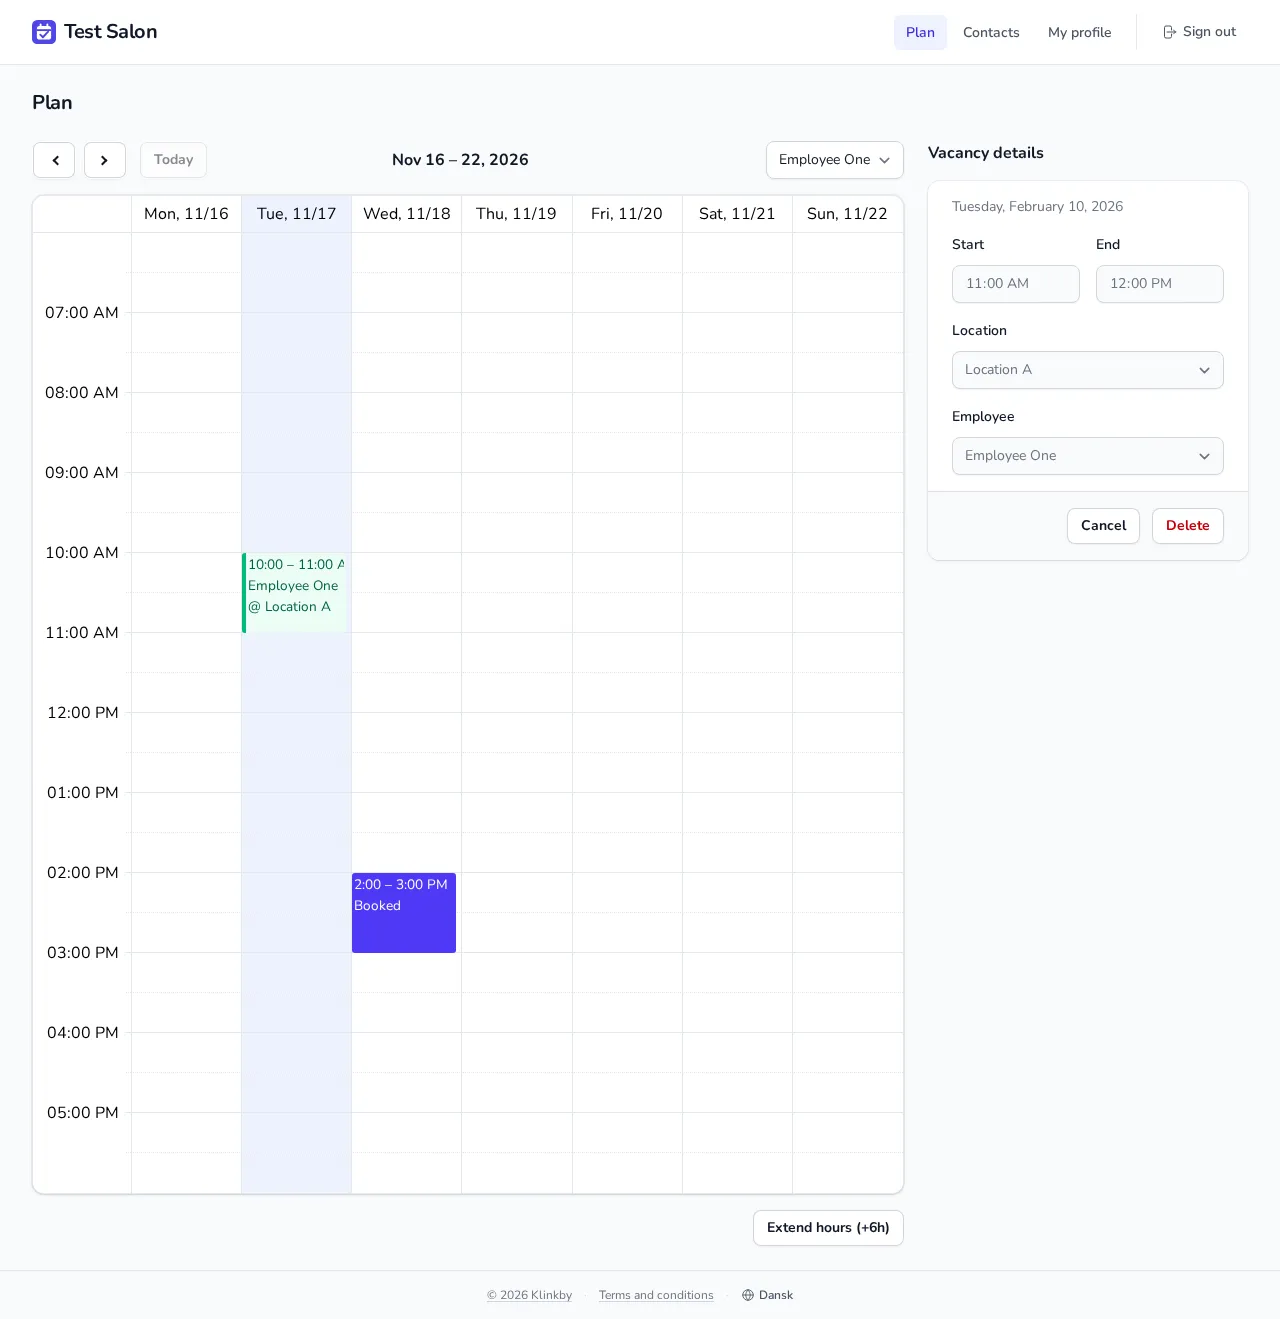 Test Salon
Plan
Contacts
My profile
Sign out
Plan
Today
Nov 16 – 22, 2026
Employee One
Mon, 11/16
Tue, 11/17
Wed, 11/18
Thu, 11/19
Fri, 11/20
Sat, 11/21
Sun, 11/22
07:00 AM
08:00 AM
09:00 AM
10:00 AM
11:00 AM
12:00 PM
01:00 PM
02:00 PM
03:00 PM
04:00 PM
05:00 PM
10:00 – 11:00 A
Employee One
@ Location A
2:00 – 3:00 PM
Booked
Extend hours (+6h)
Vacancy details
Tuesday, February 10, 2026
Start
End
11:00 AM
12:00 PM
Location
Location A
Employee
Employee One
Cancel
Delete
© 2026 Klinkby
Terms and conditions
Dansk